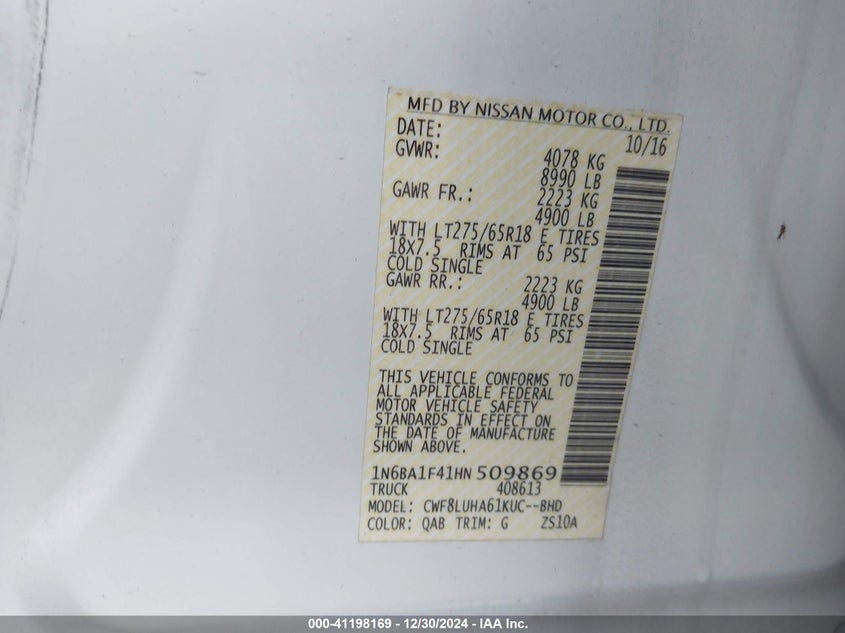 MFD BY NISSAN MOTOR CO., LTD.
DATE: 10/16
GVWR: 4078 KG
8990 LB
GAWR FR.: 2223 KG
4900 LB
WITH LT275/65R18 E TIRES
18X7.5 RIMS AT 65 PSI
COLD SINGLE
GAWR RR.: 2223 KG
4900 LB
WITH LT275/65R18 E TIRES
18X7.5 RIMS AT 65 PSI
COLD SINGLE
THIS VEHICLE CONFORMS TO
ALL APPLICABLE FEDERAL
MOTOR VEHICLE SAFETY
STANDARDS IN EFFECT ON
THE DATE OF MANUFACTURE
SHOWN ABOVE.
1N6BA1F41HN509869
TRUCK 408613
MODEL: CWF8LUHA61KUC--BHD
COLOR: QAB TRIM: G ZS10A
000-41198169 - 12/30/2024 - IAA Inc.